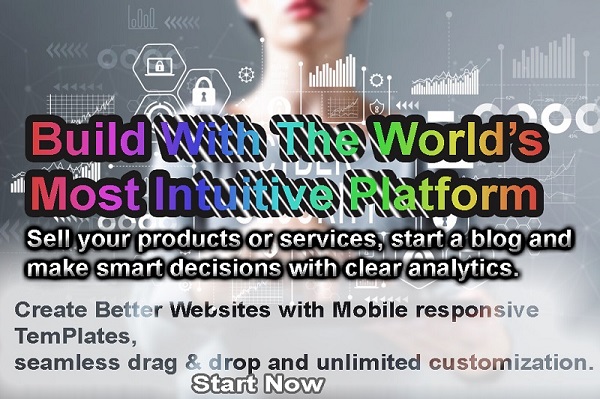 Build With The World's
Most Intuitive Platform
Sell your products or services, start a blog and
make smart decisions with clear analytics.
Create Better Websites with Mobile responsive
TemPlates,
seamless drag & drop and unlimited customization.
Start Now